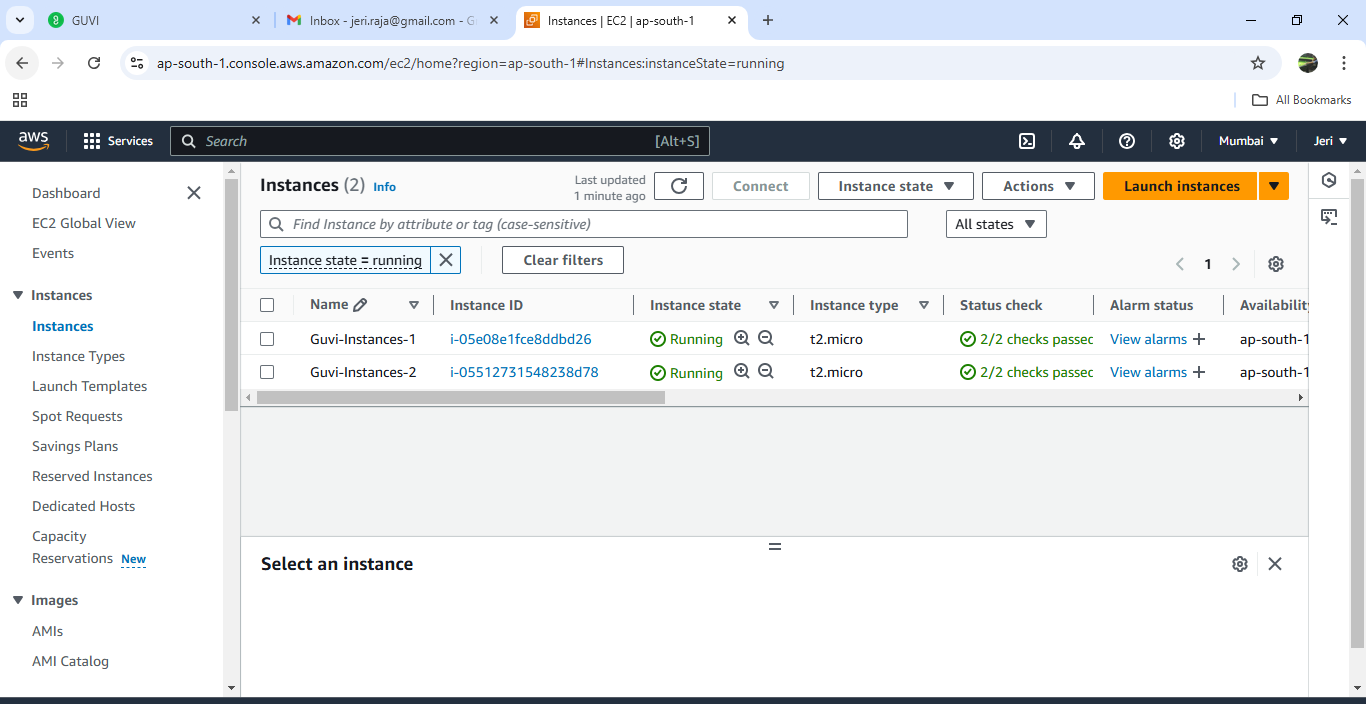 GUVI
Inbox - jeri.raja@gmail.com - G
Instances | EC2 | ap-south-1
ap-south-1.console.aws.amazon.com/ec2/home?region=ap-south-1#Instances:instanceState=running
All Bookmarks
aws
Services
Search
[Alt+S]
Mumbai
Jeri
Dashboard
EC2 Global View
Events
Instances
Instances
Instance Types
Launch Templates
Spot Requests
Savings Plans
Reserved Instances
Dedicated Hosts
Capacity
Reservations New
Images
AMIs
AMI Catalog
Instances (2) Info
Last updated
1 minute ago
Connect
Instance state
Actions
Launch instances
Find Instance by attribute or tag (case-sensitive)
All states
Instance state = running
Clear filters
1
Name Instance ID Instance state Instance type Status check Alarm status Availability
Guvi-Instances-1 i-05e08e1fce8ddbd26 Running t2.micro 2/2 checks passec View alarms + ap-south-1
Guvi-Instances-2 i-05512731548238d78 Running t2.micro 2/2 checks passec View alarms + ap-south-1
Select an instance